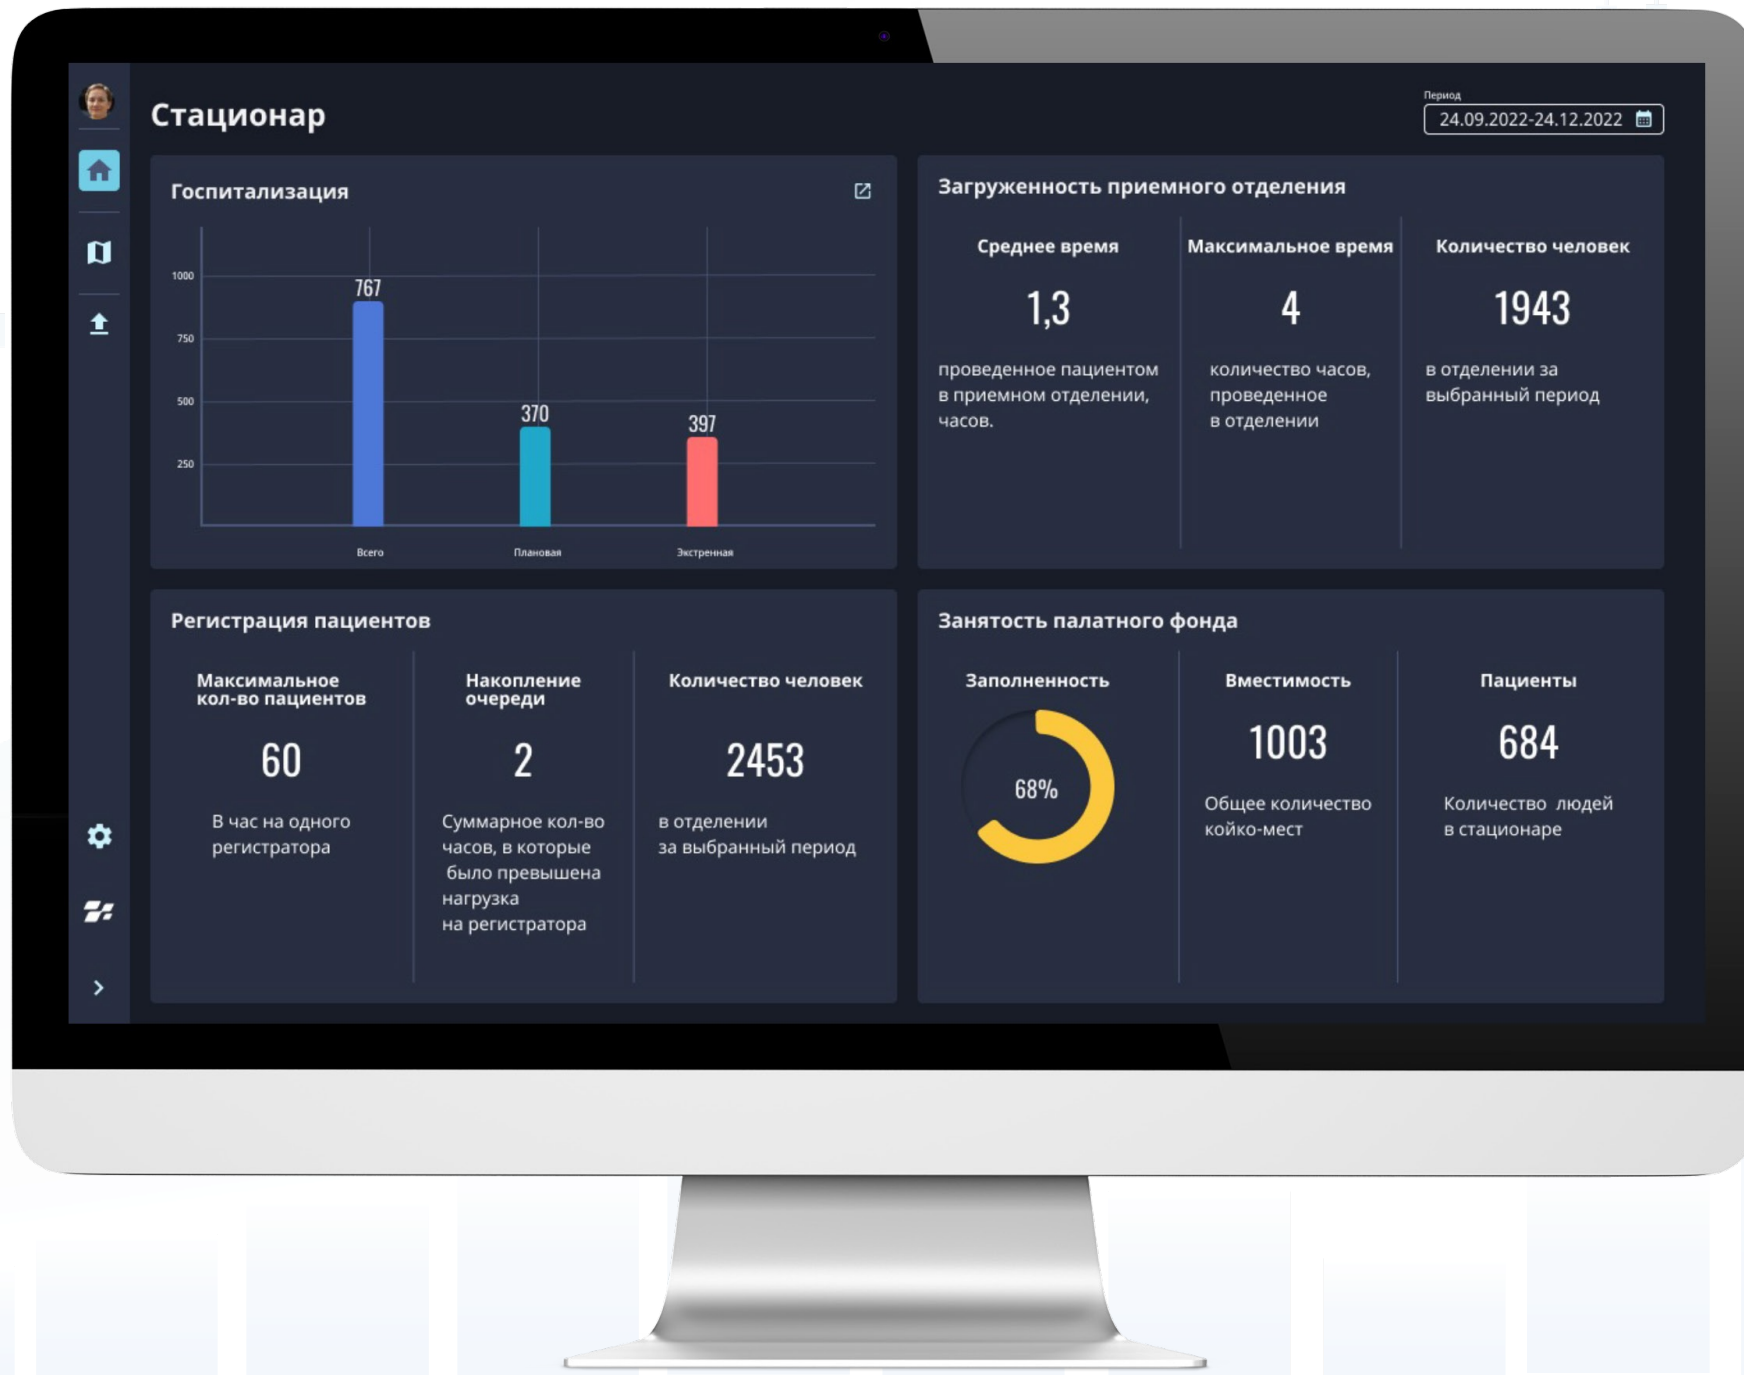 Стационар
Период
24.09.2022-24.12.2022
Госпитализация
1000
750
500
250
767
370
397
Всего
Плановая
Экстренная
Загруженность приемного отделения
Среднее время
1,3
проведенное пациентом
в приемном отделении,
часов.
Максимальное время
4
количество часов,
проведенное
в отделении
Количество человек
1943
в отделении за
выбранный период
Регистрация пациентов
Максимальное
кол-во пациентов
60
В час на одного
регистратора
Накопление
очереди
2
Суммарное кол-во
часов, в которые
было превышена
нагрузка
на регистратора
Количество человек
2453
в отделении
за выбранный период
Занятость палатного фонда
Заполненность
68%
Вместимость
1003
Общее количество
койко-мест
Пациенты
684
Количество людей
в стационаре